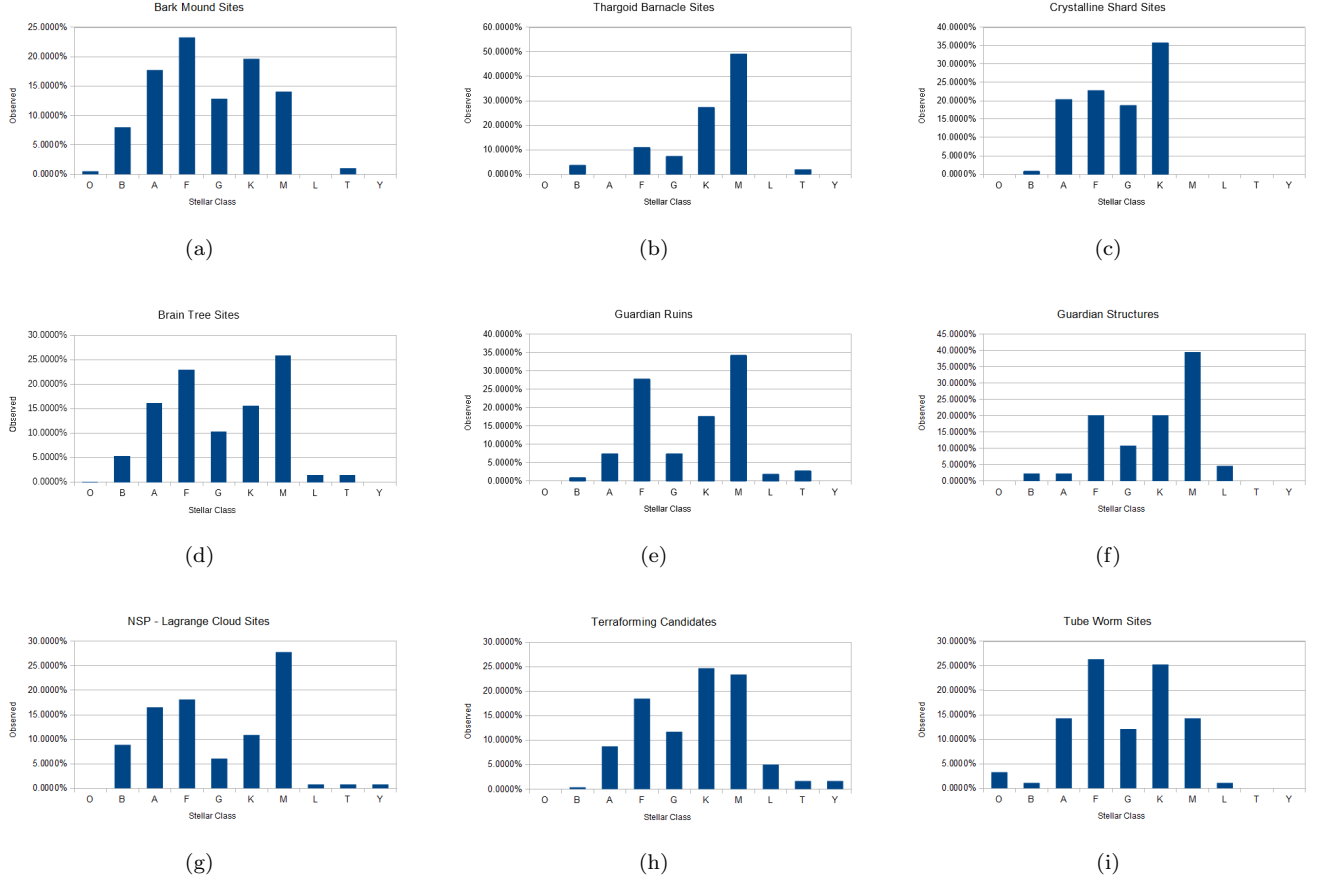 Bark Mound Sites
25.0000%
20.0000%
15.0000%
10.0000%
5.0000%
0.0000%
Observed
O B A F G K M L T Y
Stellar Class
(a)
Thargoid Barnacle Sites
60.0000%
50.0000%
40.0000%
30.0000%
20.0000%
10.0000%
0.0000%
Observed
O B A F G K M L T Y
Stellar Class
(b)
Crystalline Shard Sites
40.0000%
35.0000%
30.0000%
25.0000%
20.0000%
15.0000%
10.0000%
5.0000%
0.0000%
Observed
O B A F G K M L T Y
Stellar Class
(c)
Brain Tree Sites
30.0000%
25.0000%
20.0000%
15.0000%
10.0000%
5.0000%
0.0000%
Observed
O B A F G K M L T Y
Stellar Class
(d)
Guardian Ruins
40.0000%
35.0000%
30.0000%
25.0000%
20.0000%
15.0000%
10.0000%
5.0000%
0.0000%
Observed
O B A F G K M L T Y
Stellar Class
(e)
Guardian Structures
45.0000%
40.0000%
35.0000%
30.0000%
25.0000%
20.0000%
15.0000%
10.0000%
5.0000%
0.0000%
Observed
O B A F G K M L T Y
Stellar Class
(f)
NSP - Lagrange Cloud Sites
30.0000%
25.0000%
20.0000%
15.0000%
10.0000%
5.0000%
0.0000%
Observed
O B A F G K M L T Y
Stellar Class
(g)
Terraforming Candidates
30.0000%
25.0000%
20.0000%
15.0000%
10.0000%
5.0000%
0.0000%
Observed
O B A F G K M L T Y
Stellar Class
(h)
Tube Worm Sites
30.0000%
25.0000%
20.0000%
15.0000%
10.0000%
5.0000%
0.0000%
Observed
O B A F G K M L T Y
Stellar Class
(i)